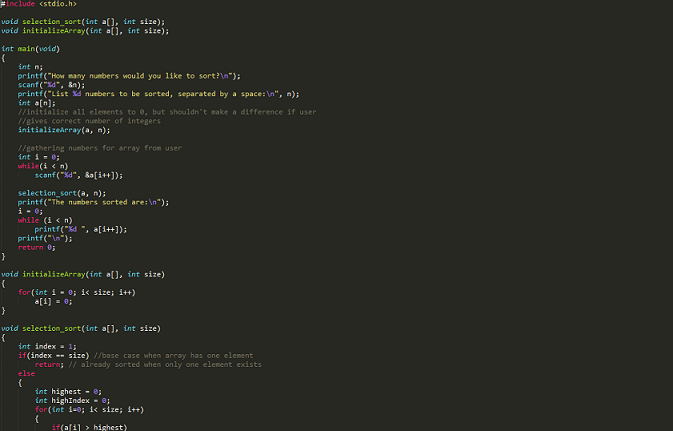 #include <stdio.h>
void selection_sort(int a[], int size);
void initializeArray(int a[], int size);
int main(void)
{
int n;
printf("How many numbers would you like to sort?\n");
scanf("%d", &n);
printf("List %d numbers to be sorted, separated by a space:\n", n);
int a[n];
//initialize all elements to 0, but shouldn't make a difference if user
//gives correct number of integers
initializeArray(a, n);
//gathering numbers for array from user
int i = 0;
while(i < n)
scanf("%d", &a[i++]);
selection_sort(a, n);
printf("The numbers sorted are:\n");
i = 0;
while (i < n)
printf("%d ", a[i++]);
printf("\n");
return 0;
}
void initializeArray(int a[], int size)
{
for(int i = 0; i< size; i++)
a[i] = 0;
}
void selection_sort(int a[], int size)
{
int index = 1;
if(index == size) //base case when array has one element
return; // already sorted when only one element exists
else
{
int highest = 0;
int highIndex = 0;
for(int i=0; i< size; i++)
{
if(a[i] > highest)